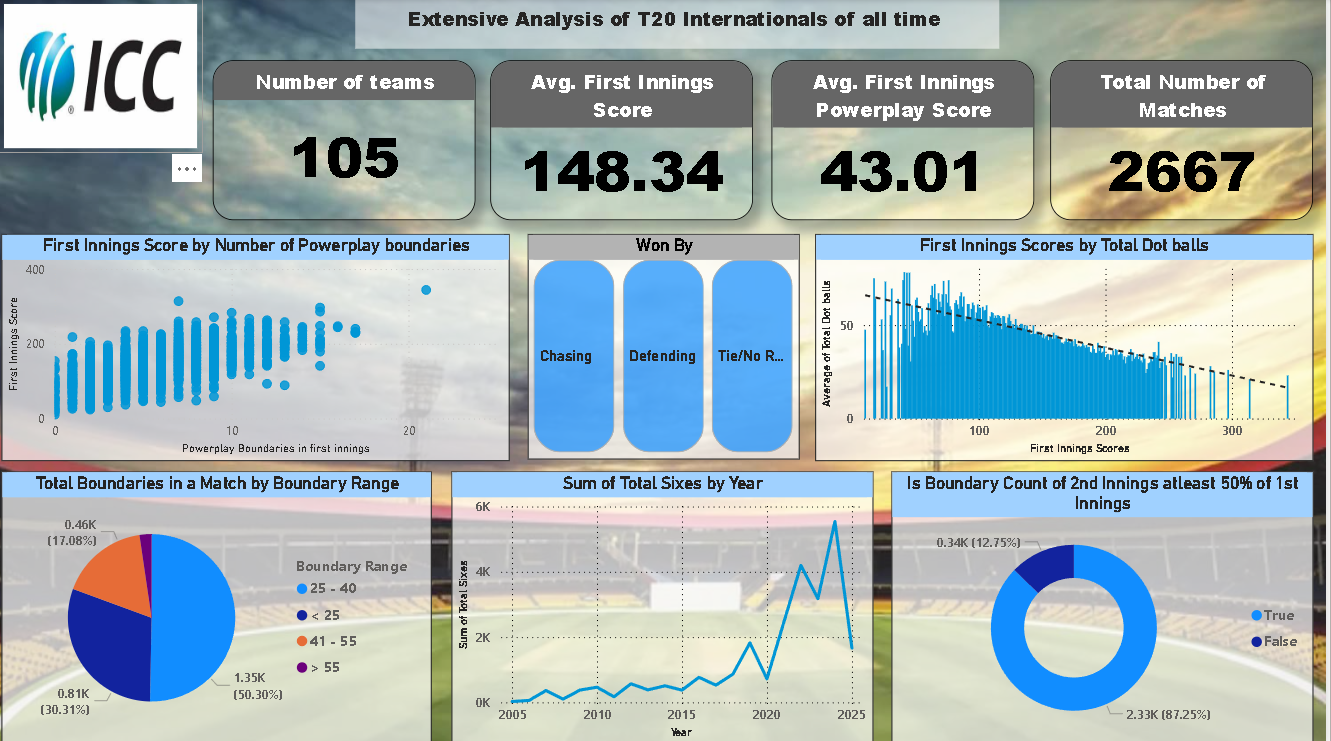 Extensive Analysis of T20 Internationals of all time
ICC
®
Number of teams
105
Avg. First Innings
Score
148.34
Avg. First Innings
Powerplay Score
43.01
Total Number of
Matches
2667
...
First Innings Score by Number of Powerplay boundaries
First Innings Score
400
200
0
0
10
20
Powerplay Boundaries in first innings
Won By
Chasing
Defending
Tie/No R...
First Innings Scores by Total Dot balls
Average of Total Dot balls
50
0
100
200
300
First Innings Scores
Total Boundaries in a Match by Boundary Range
0.46K
(17.08%)
0.81K
(30.31%)
1.35K
(50.30%)
Boundary Range
25 - 40
< 25
41 - 55
> 55
Sum of Total Sixes by Year
Sum of Total Sixes
6K
4K
2K
0K
2005
2010
2015
2020
2025
Year
Is Boundary Count of 2nd Innings atleast 50% of 1st
Innings
0.34K (12.75%)
2.33K (87.25%)
True
False